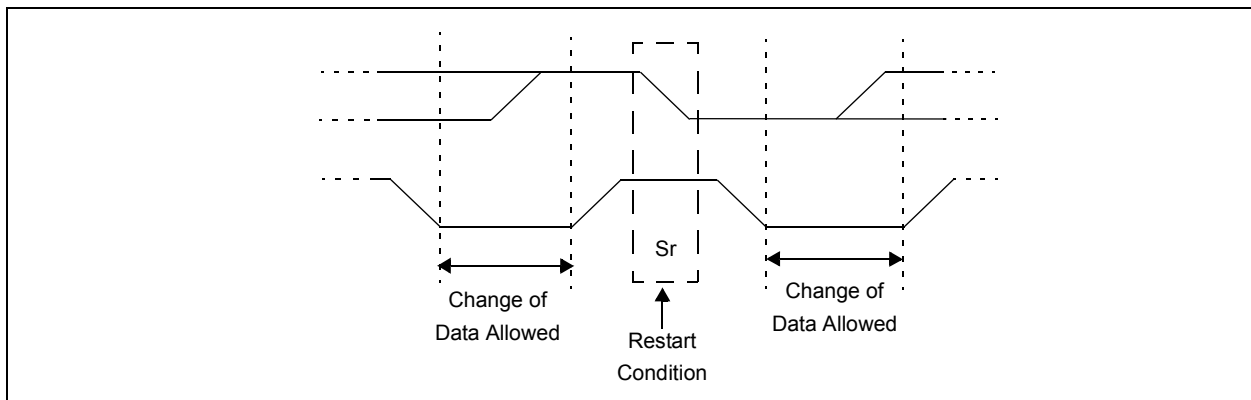 Sr
Change of
Data Allowed
Restart
Condition
Change of
Data Allowed